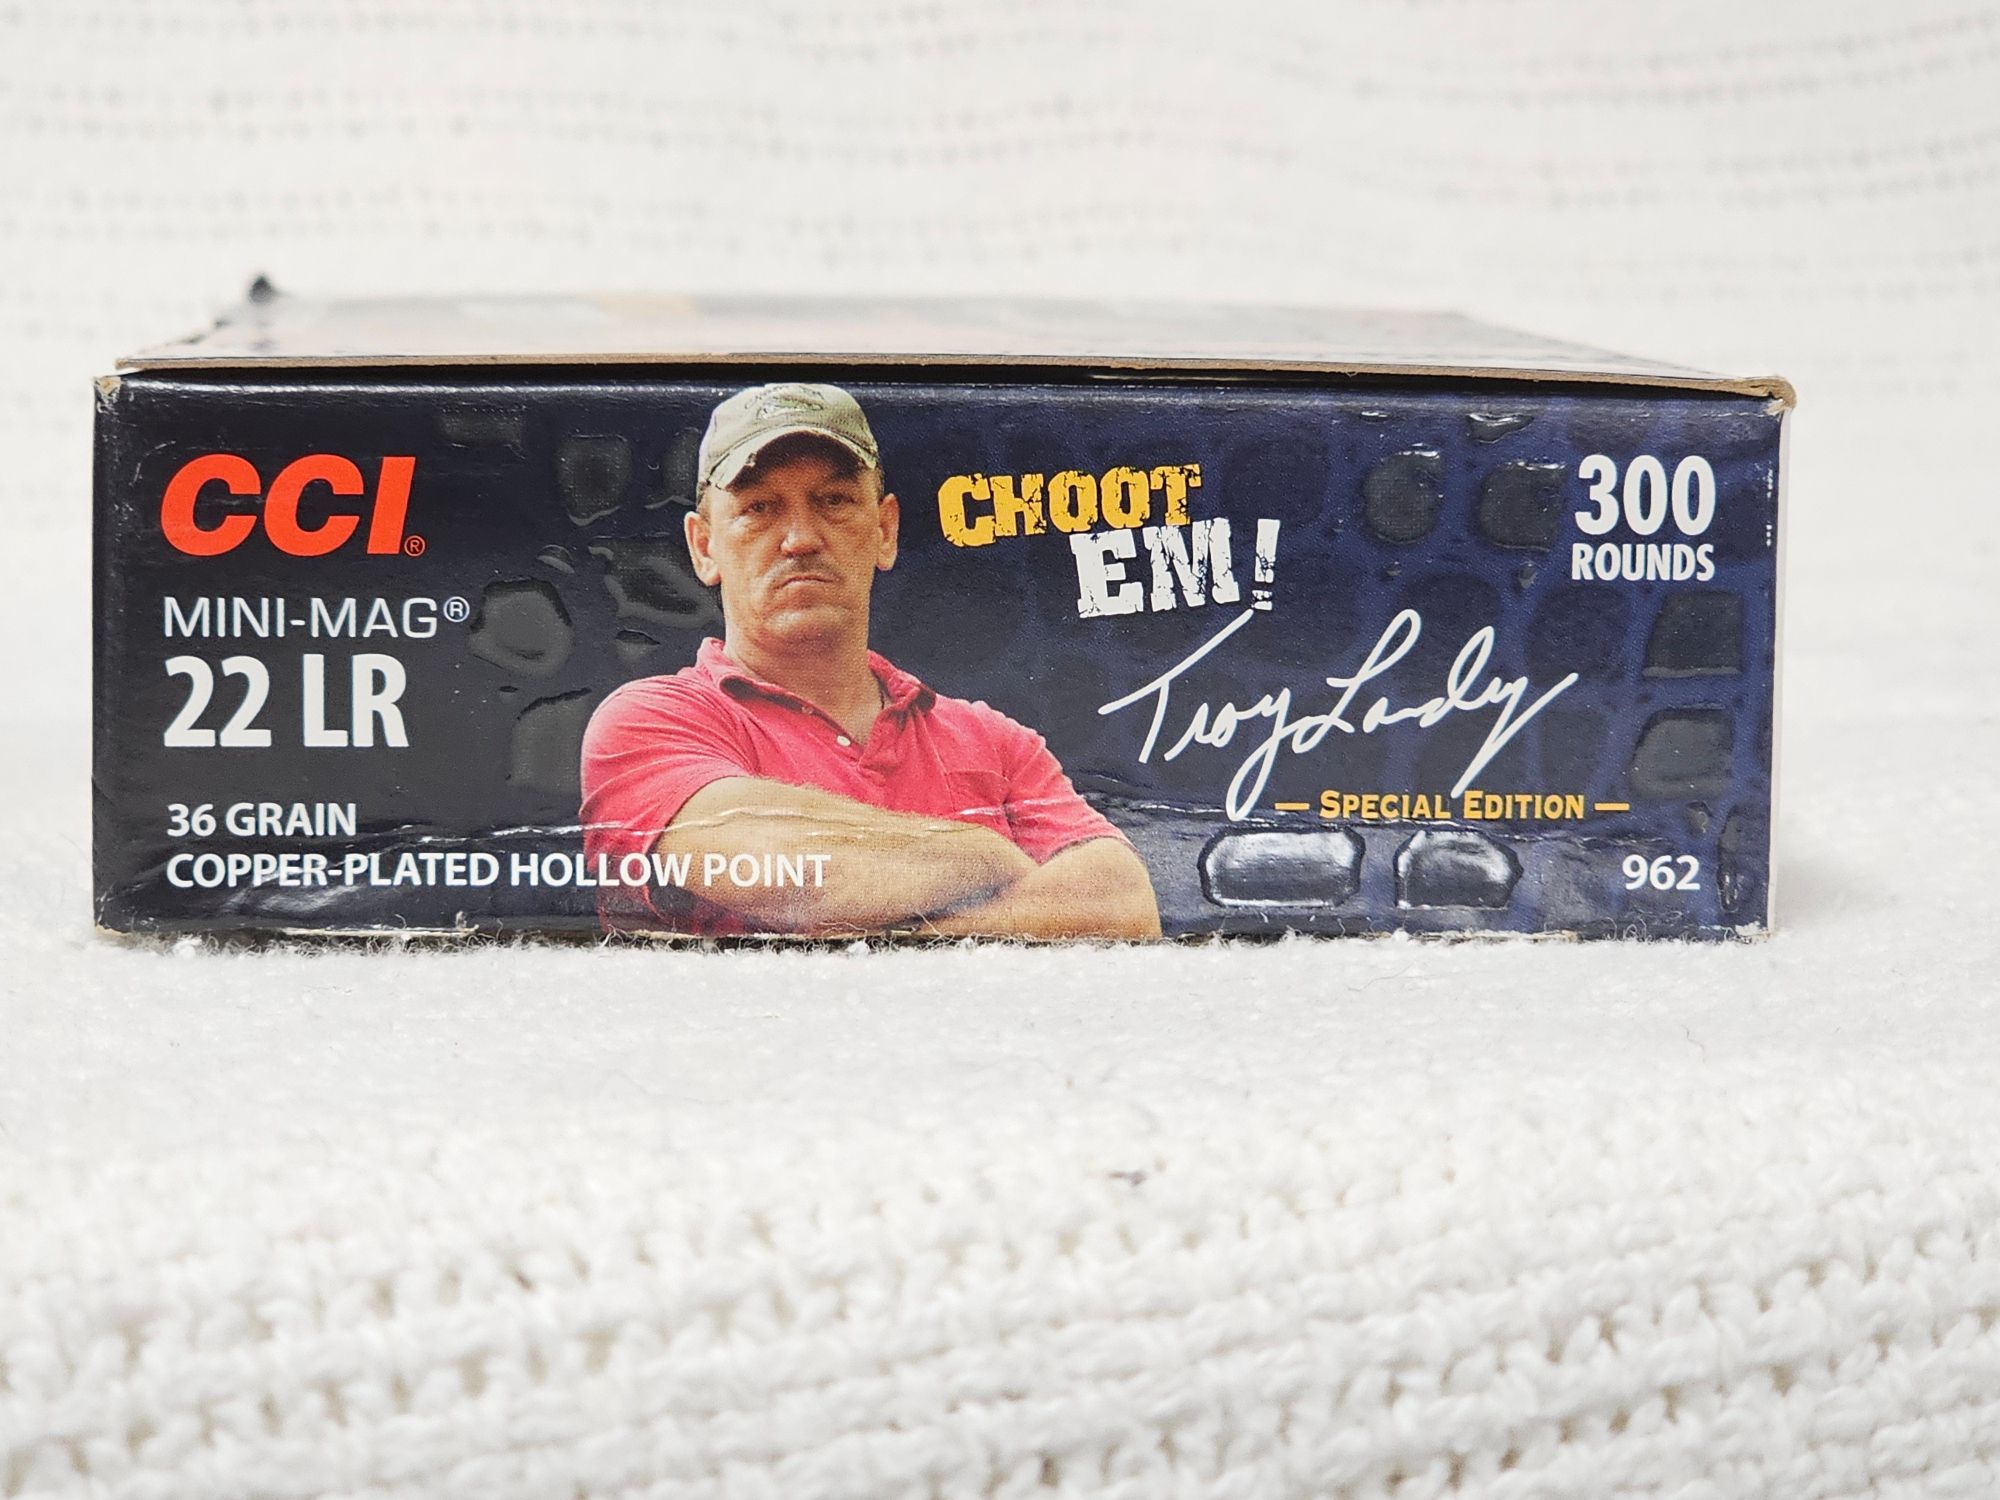 CCI®
MINI-MAG®
22 LR
36 GRAIN
COPPER-PLATED HOLLOW POINT
CHOOT
EM!
Troy Landry
— SPECIAL EDITION —
300
ROUNDS
962